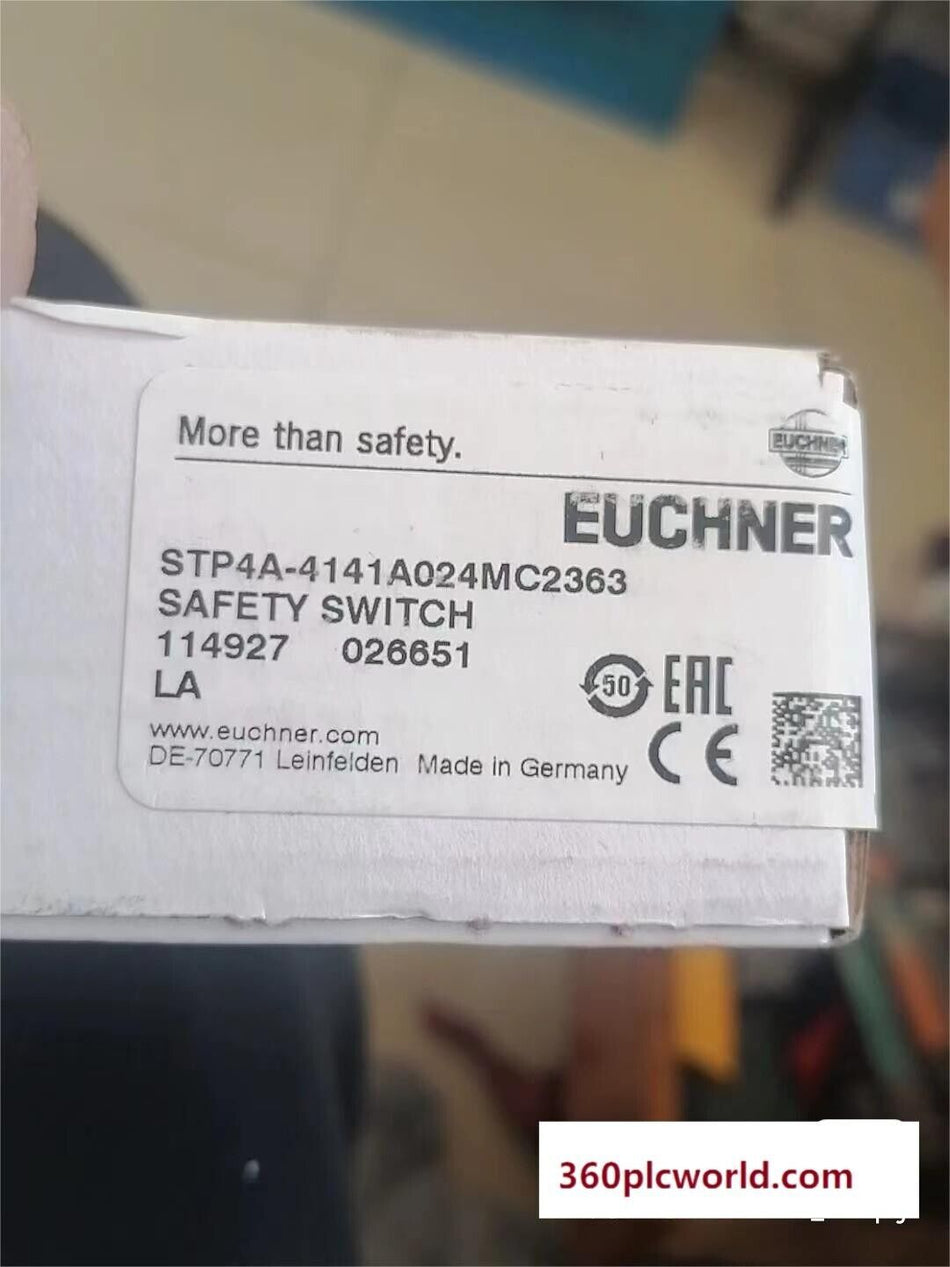 More than safety.
EUCHNER
EUCHNER
STP4A-4141A024MC2363
SAFETY SWITCH
114927 026651
LA
50
EAC
CE
www.euchner.com
DE-70771 Leinfelden Made in Germany
360plcworld.com